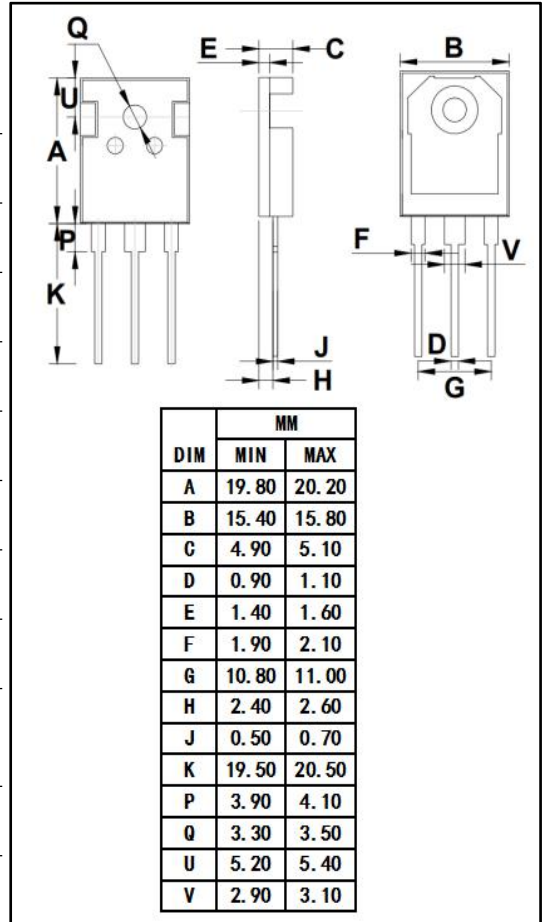 Q
E C B
U
A
P
F V
K
J D
H G
MM
DIM MIN MAX
A 19.80 20.20
B 15.40 15.80
C 4.90 5.10
D 0.90 1.10
E 1.40 1.60
F 1.90 2.10
G 10.80 11.00
H 2.40 2.60
J 0.50 0.70
K 19.50 20.50
P 3.90 4.10
Q 3.30 3.50
U 5.20 5.40
V 2.90 3.10